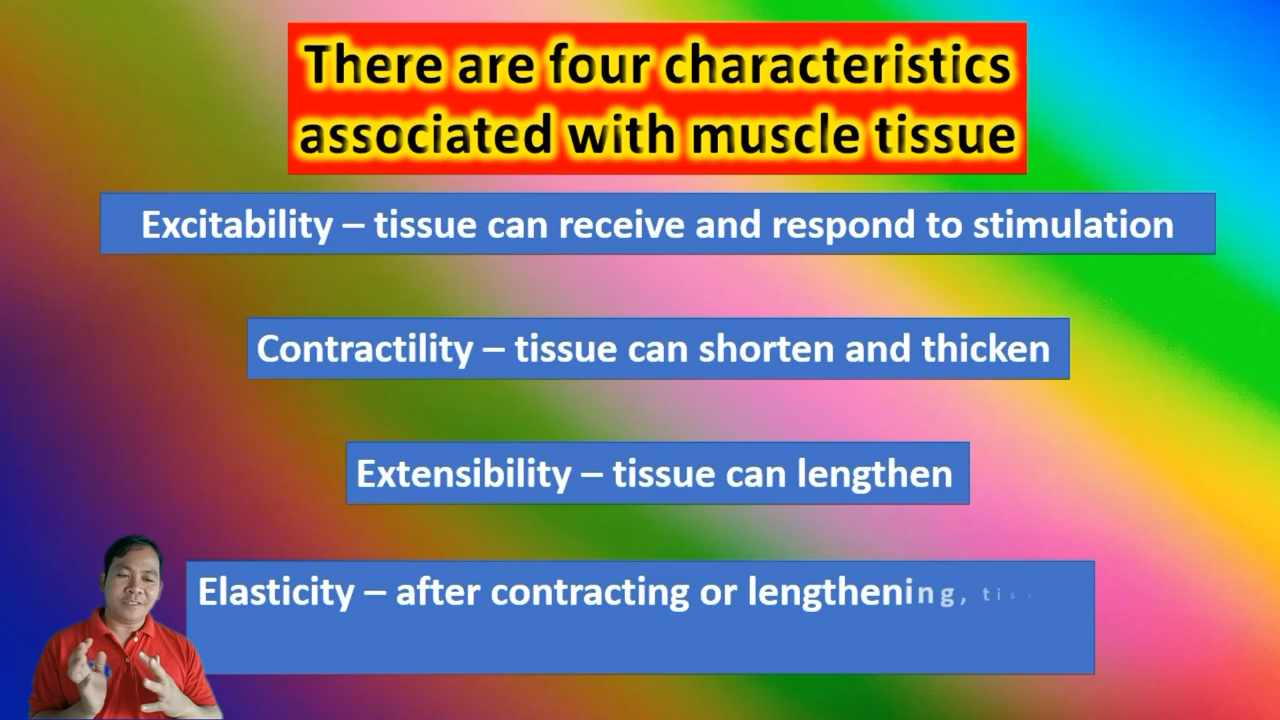 There are four characteristics
associated with muscle tissue
Excitability – tissue can receive and respond to stimulation
Contractility – tissue can shorten and thicken
Extensibility – tissue can lengthen
Elasticity – after contracting or lengthening,